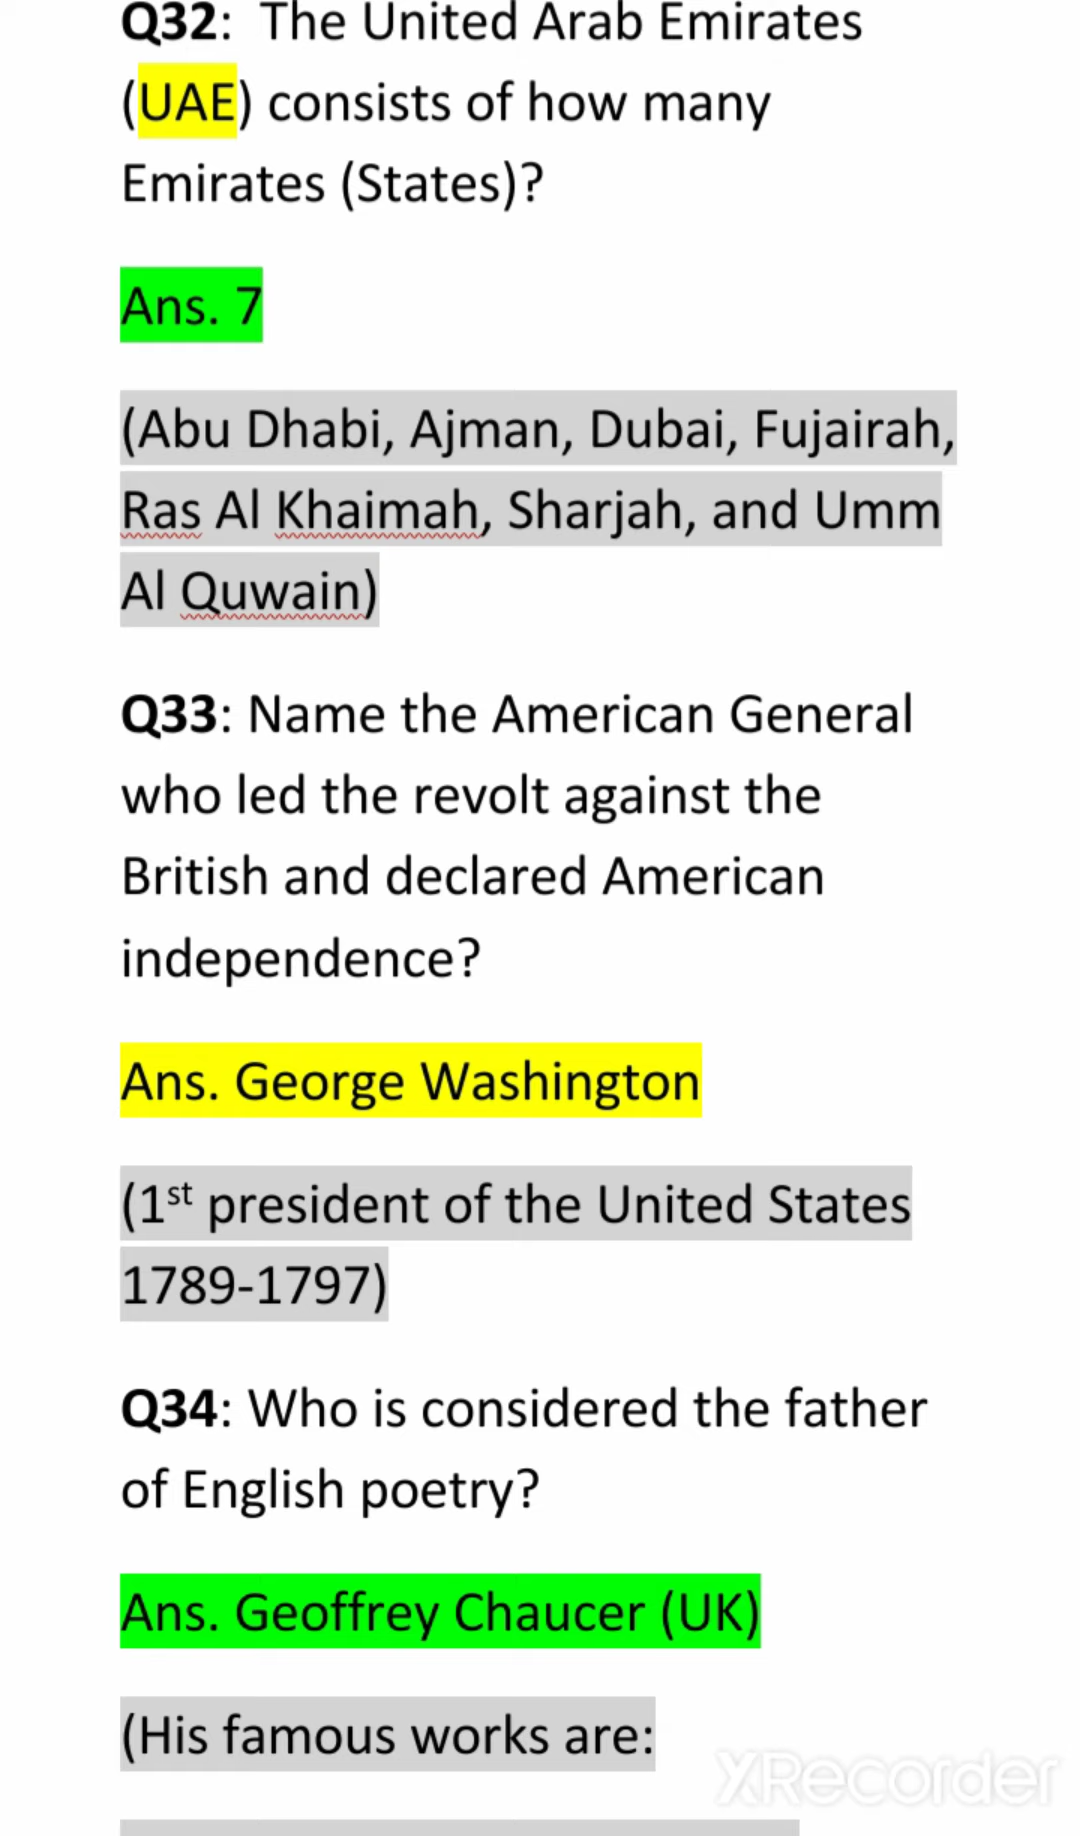 Q32:  The United Arab Emirates
(UAE) consists of how many
Emirates (States)?
Ans. 7
(Abu Dhabi, Ajman, Dubai, Fujairah,
Ras Al Khaimah, Sharjah, and Umm
Al Quwain)
Q33: Name the American General
who led the revolt against the
British and declared American
independence?
Ans. George Washington
(1st president of the United States
1789-1797)
Q34: Who is considered the father
of English poetry?
Ans. Geoffrey Chaucer (UK)
(His famous works are:
XRecorder